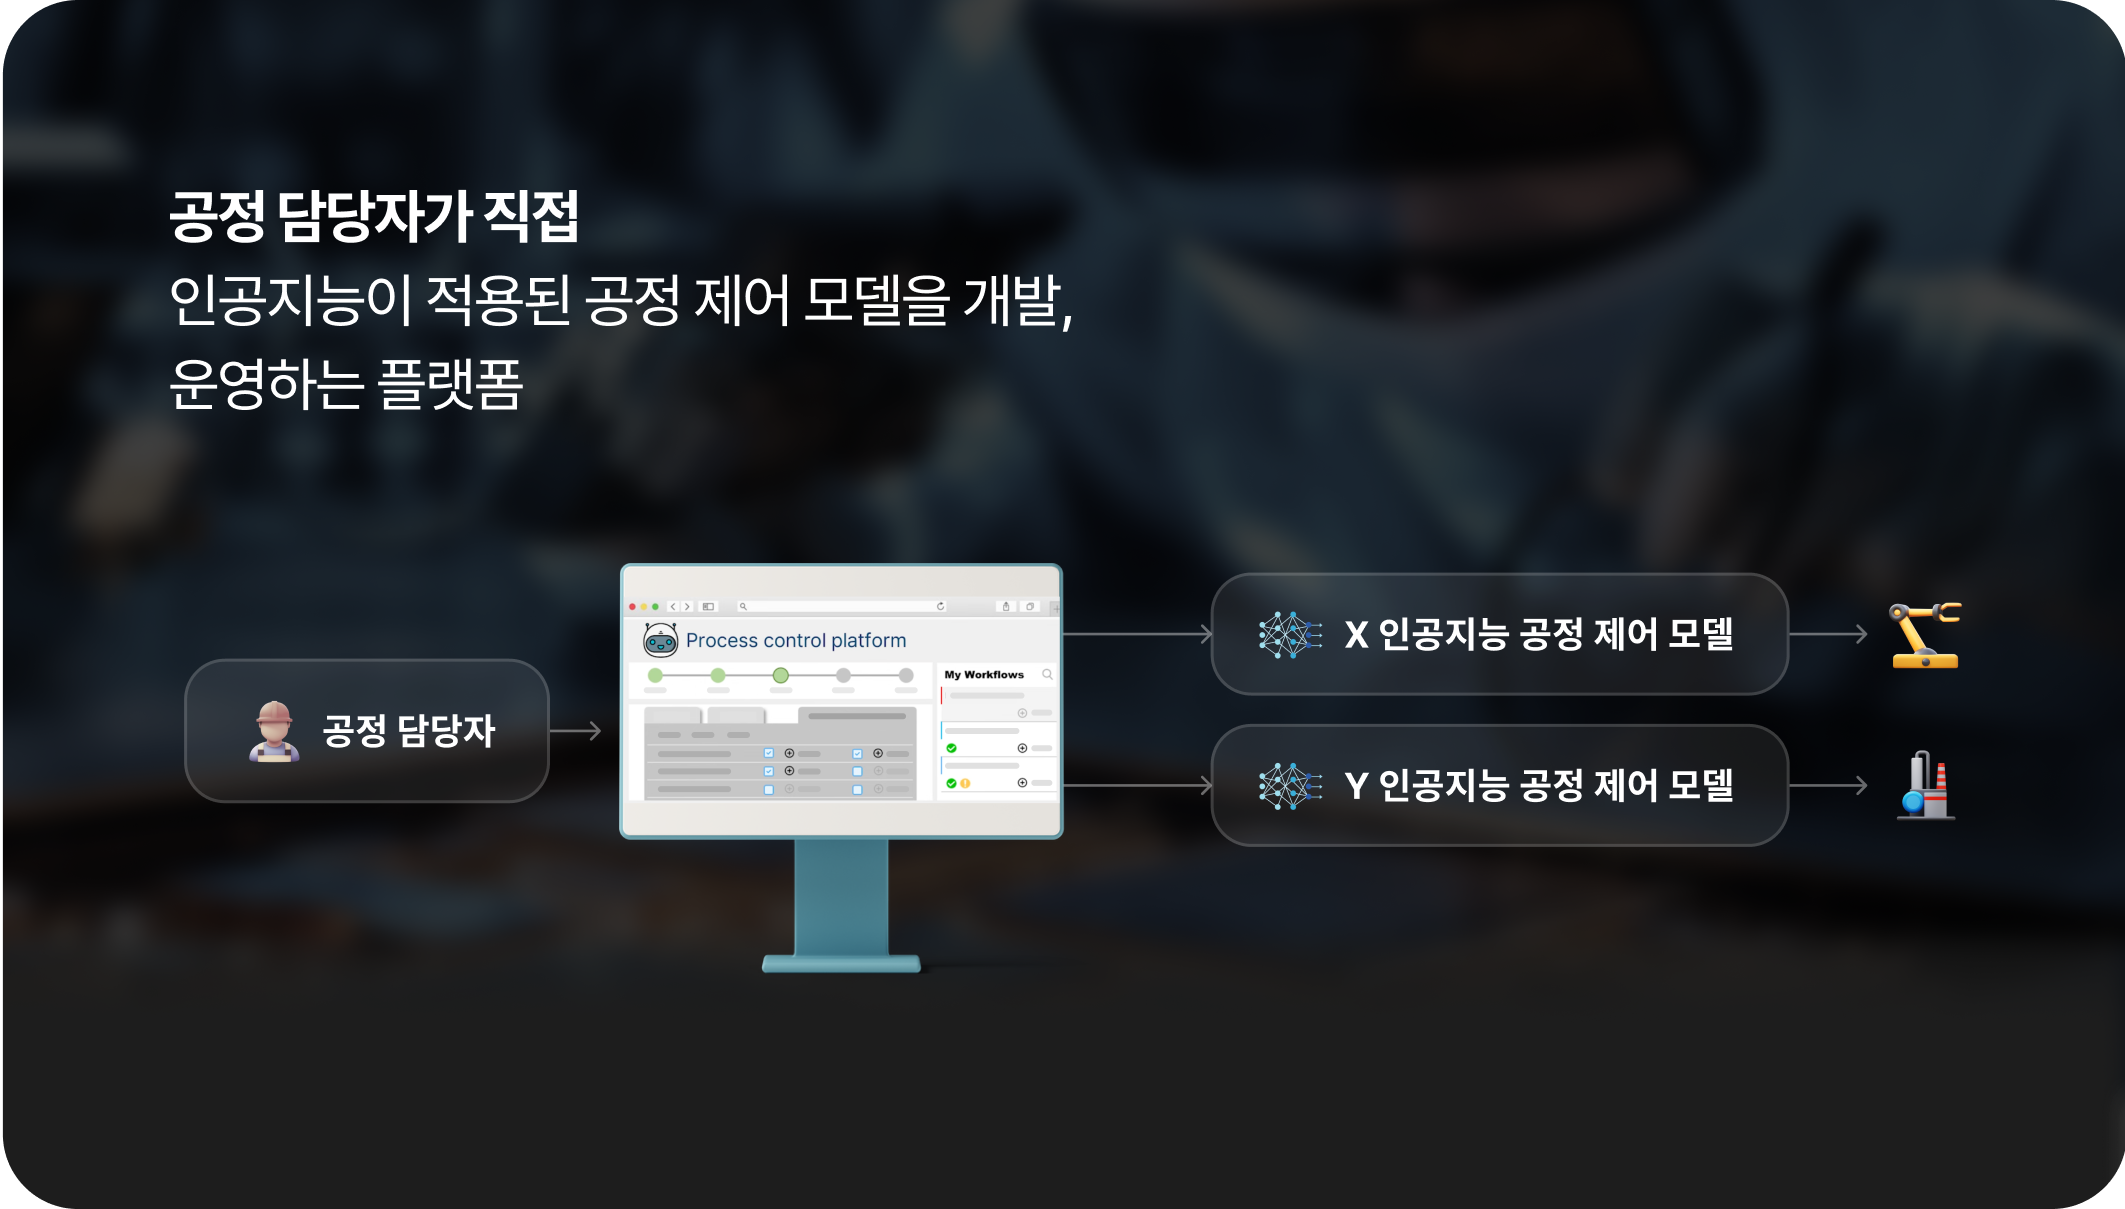 공정 담당자가 직접
인공지능이 적용된 공정 제어 모델을 개발,
운영하는 플랫폼
공정 담당자
Process control platform
My Workflows
X 인공지능 공정 제어 모델
Y 인공지능 공정 제어 모델